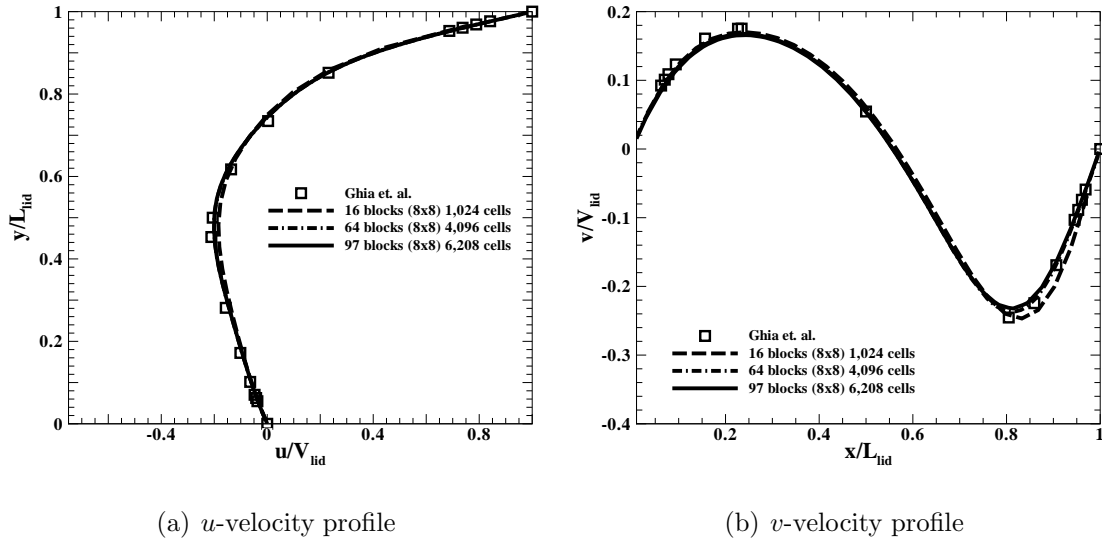 y/L_lid
1
0.8
0.6
0.4
0.2
0
-0.4
0
0.4
0.8
u/V_lid
Ghia et. al.
16 blocks (8x8) 1,024 cells
64 blocks (8x8) 4,096 cells
97 blocks (8x8) 6,208 cells
(a) u-velocity profile
v/V_lid
0.2
0.1
0
-0.1
-0.2
-0.3
-0.4
0.2
0.4
0.6
0.8
1
x/L_lid
Ghia et. al.
16 blocks (8x8) 1,024 cells
64 blocks (8x8) 4,096 cells
97 blocks (8x8) 6,208 cells
(b) v-velocity profile